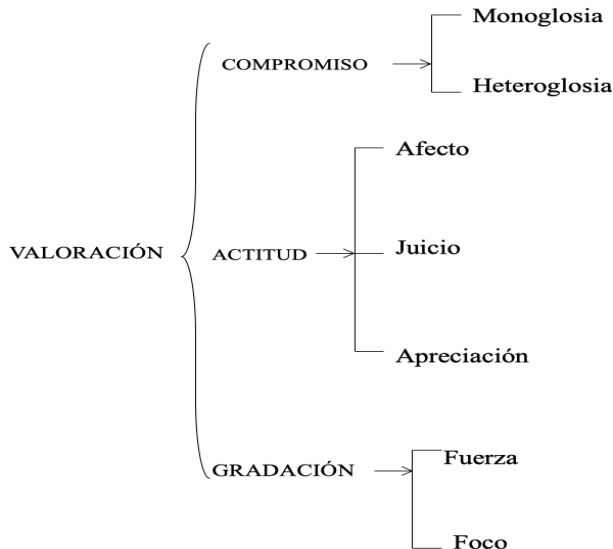 Monoglosia
COMPROMISO
Heteroglosia
Afecto
VALORACIÓN
ACTITUD
Juicio
Apreciación
GRADACIÓN
Fuerza
Foco